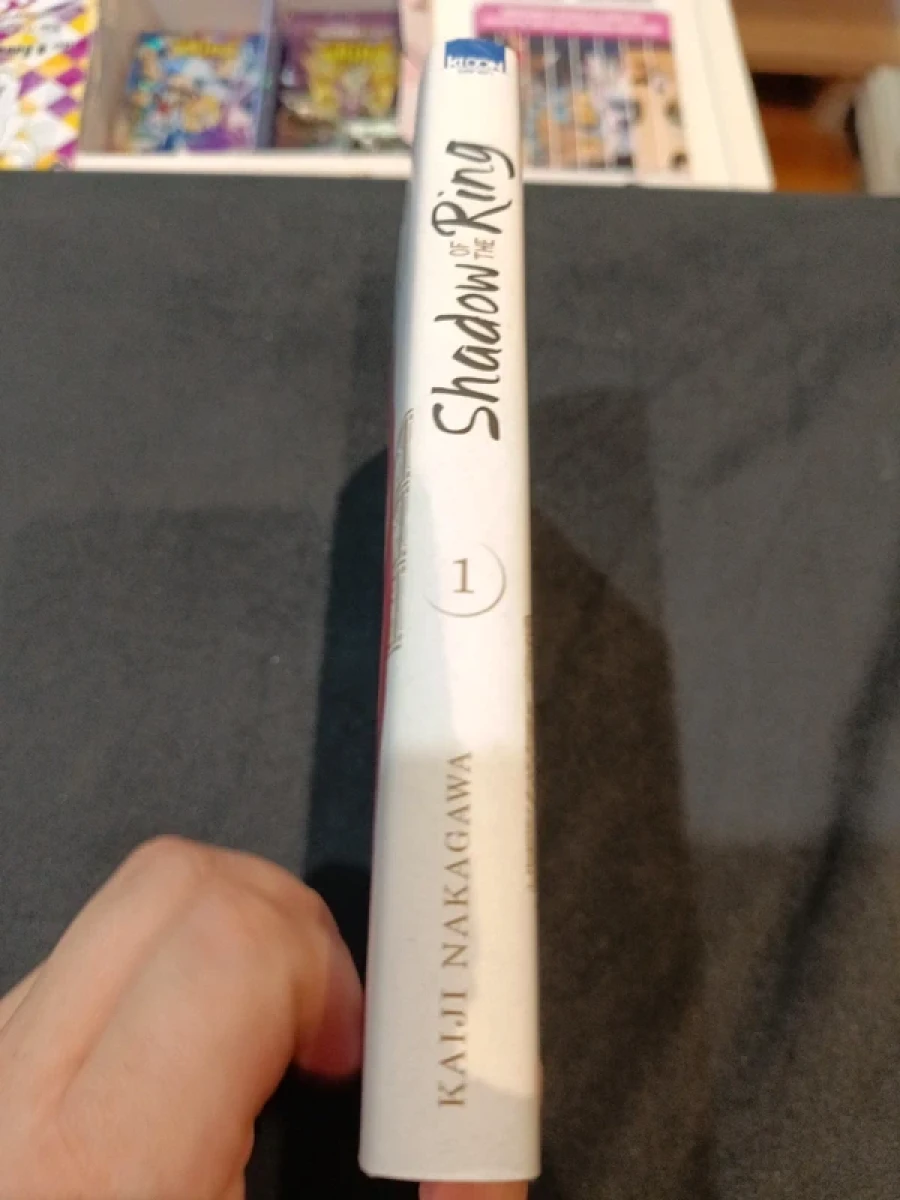 KI-OON
Shadow OF THE Ring
1
KAIJI NAKAGAWA